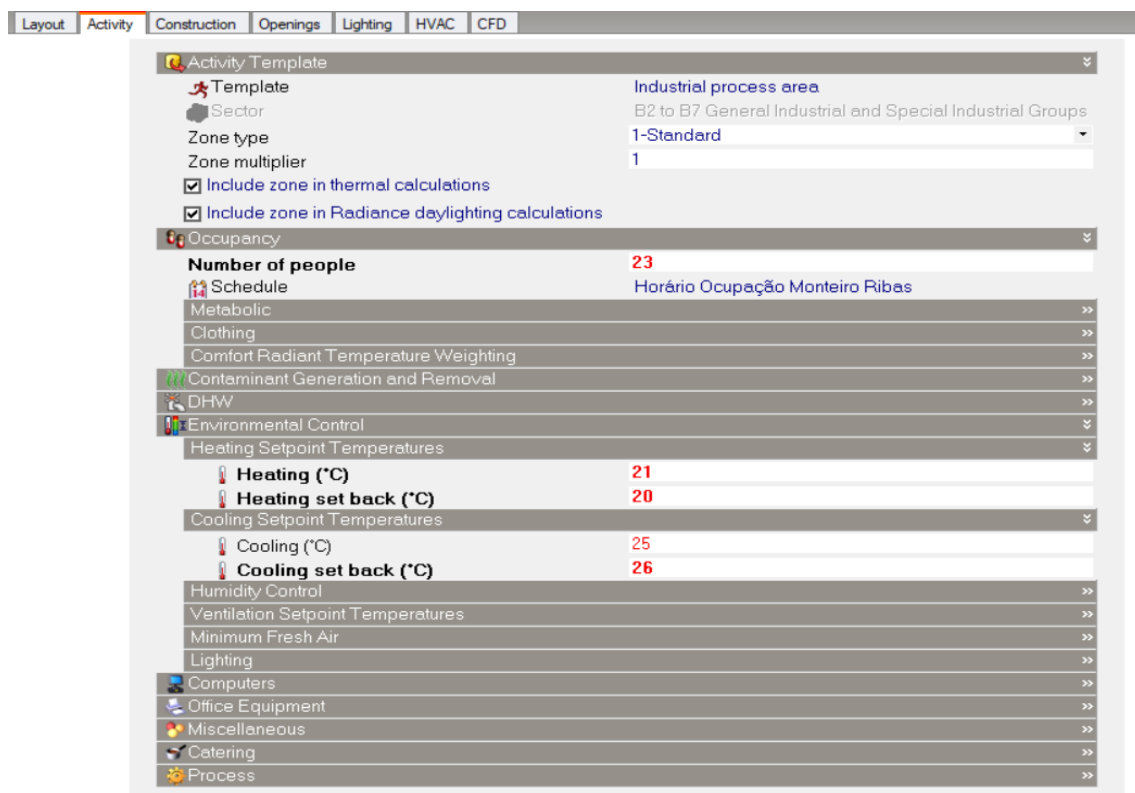 Layout Activity Construction Openings Lighting HVAC CFD
Activity Template
Template Industrial process area
Sector B2 to B7 General Industrial and Special Industrial Groups
Zone type 1-Standard
Zone multiplier 1
Include zone in thermal calculations
Include zone in Radiance daylighting calculations
Occupancy
Number of people 23
14 Schedule Horário Ocupação Monteiro Ribas
Metabolic
Clothing
Comfort Radiant Temperature Weighting
Contaminant Generation and Removal
DHW
Environmental Control
Heating Setpoint Temperatures
Heating (°C) 21
Heating set back (°C) 20
Cooling Setpoint Temperatures
Cooling (°C) 25
Cooling set back (°C) 26
Humidity Control
Ventilation Setpoint Temperatures
Minimum Fresh Air
Lighting
Computers
Office Equipment
Miscellaneous
Catering
Process